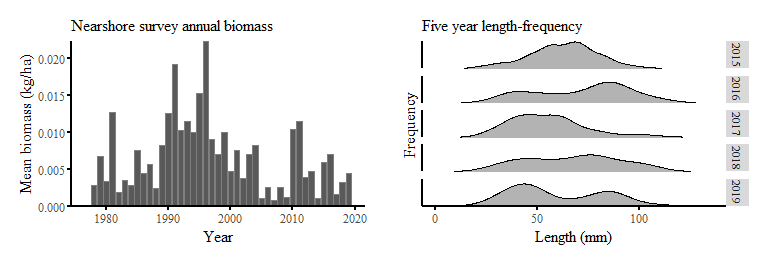 Nearshore survey annual biomass
Mean biomass (kg/ha)
0.020
0.015
0.010
0.005
0.000
1980 1990 2000 2010 2020
Year
Five year length-frequency
Frequency
2015
2016
2017
2018
2019
0 50 100
Length (mm)